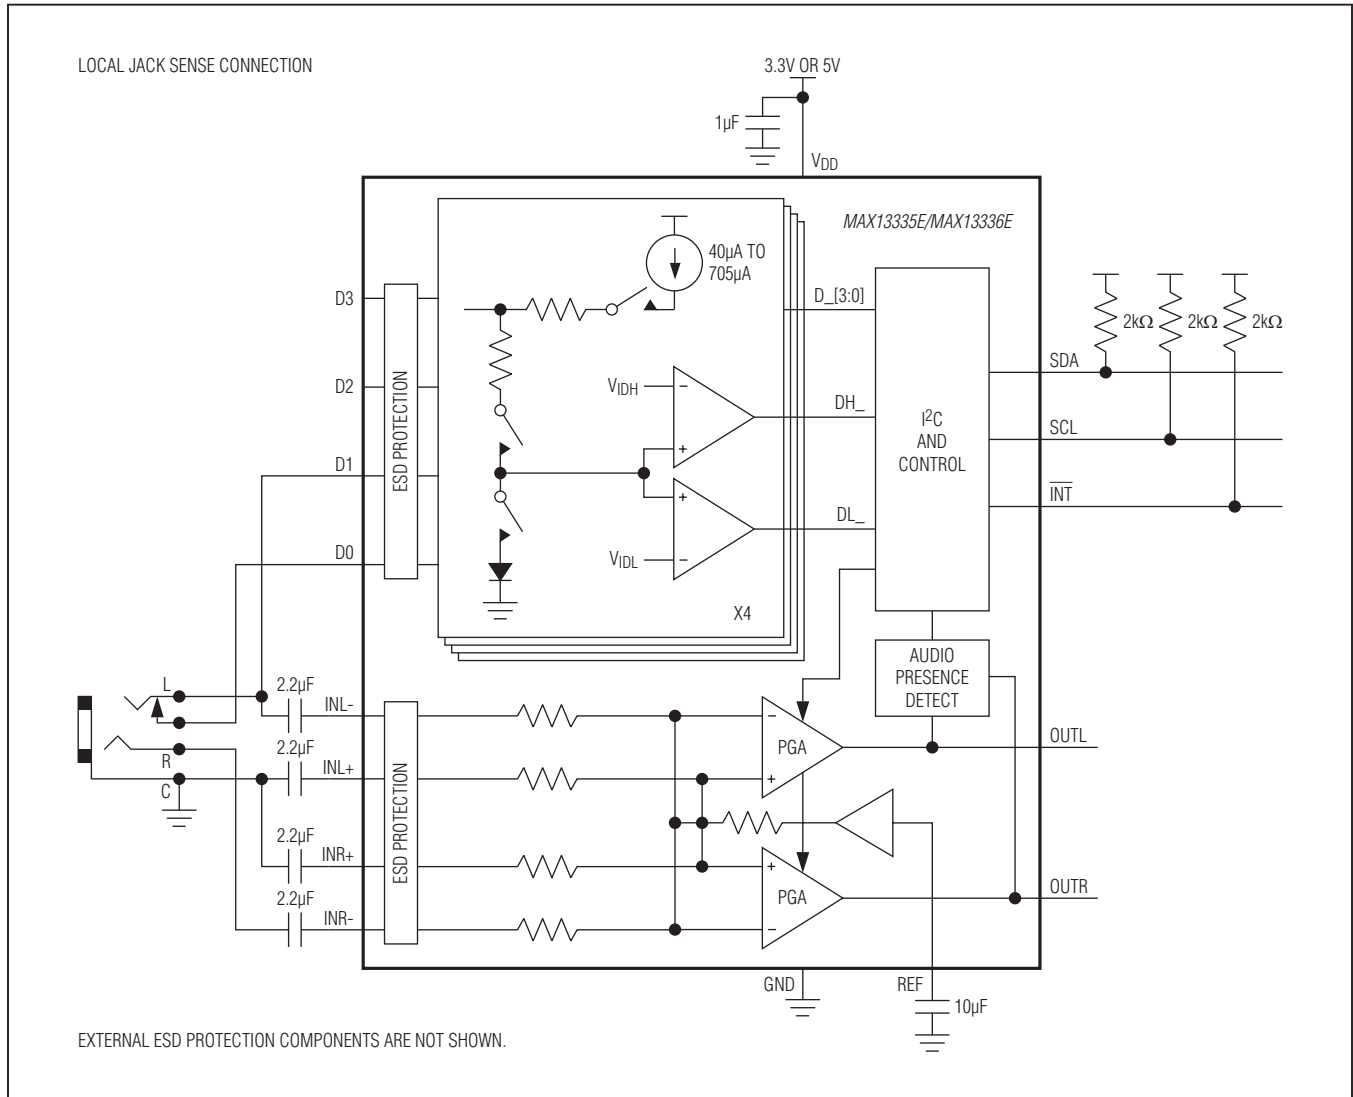 LOCAL JACK SENSE CONNECTION
3.3V OR 5V
1µF
VDD
MAX13335E/MAX13336E
40µA TO
705µA
D3
D_[3:0]
2kΩ
2kΩ
2kΩ
SDA
D2
VIDH
DH_
ESD PROTECTION
I2C
AND
CONTROL
SCL
D1
INT
DL_
D0
VIDL
X4
AUDIO
PRESENCE
DETECT
L
2.2µF
INL-
PGA
OUTL
R
2.2µF
INL+
C
ESD PROTECTION
2.2µF
INR+
PGA
OUTR
2.2µF
INR-
GND
REF
10µF
EXTERNAL ESD PROTECTION COMPONENTS ARE NOT SHOWN.